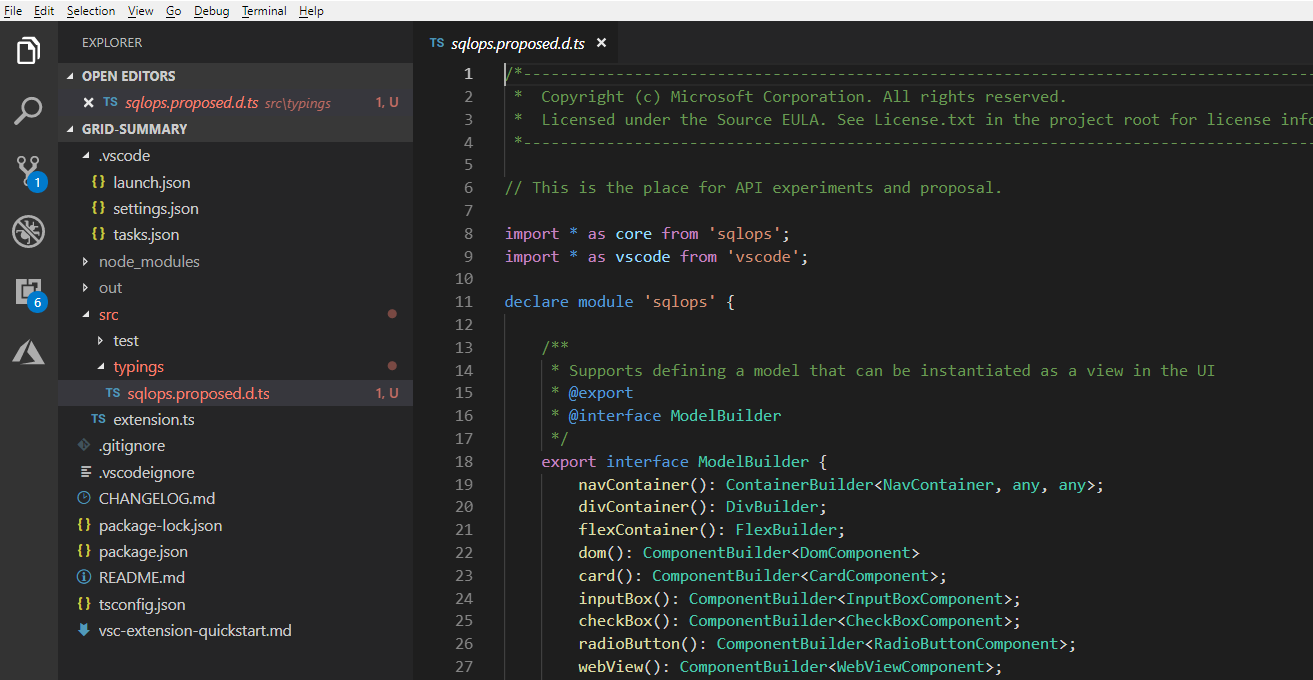 File Edit Selection View Go Debug Terminal Help
EXPLORER
OPEN EDITORS
TS sqlops.proposed.d.ts src\typings 1, U
GRID-SUMMARY
.vscode
{} launch.json
{} settings.json
{} tasks.json
node_modules
out
src
test
typings
TS sqlops.proposed.d.ts 1, U
TS extension.ts
.gitignore
.vscodeignore
CHANGELOG.md
{} package-lock.json
{} package.json
README.md
{} tsconfig.json
vsc-extension-quickstart.md
1
6
TS sqlops.proposed.d.ts
1 /*--------------------------------------------------------------------------------------
2 * Copyright (c) Microsoft Corporation. All rights reserved.
3 * Licensed under the Source EULA. See License.txt in the project root for license info
4 *--------------------------------------------------------------------------------------
5
6 // This is the place for API experiments and proposal.
7
8 import * as core from 'sqlops';
9 import * as vscode from 'vscode';
10
11 declare module 'sqlops' {
12
13 /**
14 * Supports defining a model that can be instantiated as a view in the UI
15 * @export
16 * @interface ModelBuilder
17 */
18 export interface ModelBuilder {
19 navContainer(): ContainerBuilder<NavContainer, any, any>;
20 divContainer(): DivBuilder;
21 flexContainer(): FlexBuilder;
22 dom(): ComponentBuilder<DomComponent>
23 card(): ComponentBuilder<CardComponent>;
24 inputBox(): ComponentBuilder<InputBoxComponent>;
25 checkBox(): ComponentBuilder<CheckBoxComponent>;
26 radioButton(): ComponentBuilder<RadioButtonComponent>;
27 webView(): ComponentBuilder<WebViewComponent>;